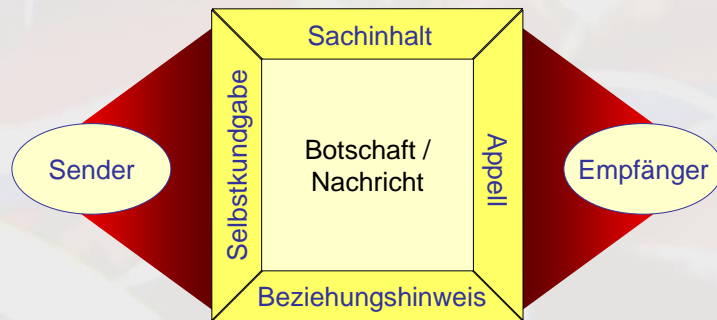 Sachinhalt
Selbstkundgabe
Botschaft /
Nachricht
Appell
Sender
Empfänger
Beziehungshinweis